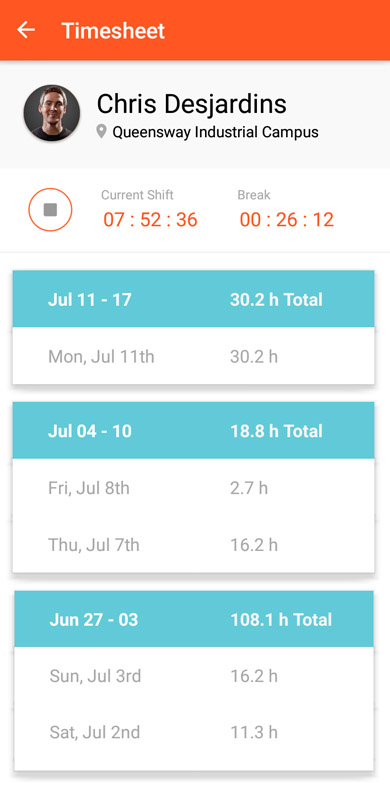 Timesheet
Chris Desjardins
Queensway Industrial Campus
Current Shift Break
07 : 52 : 36 00 : 26 : 12
Jul 11 - 17 30.2 h Total
Mon, Jul 11th 30.2 h
Jul 04 - 10 18.8 h Total
Fri, Jul 8th 2.7 h
Thu, Jul 7th 16.2 h
Jun 27 - 03 108.1 h Total
Sun, Jul 3rd 16.2 h
Sat, Jul 2nd 11.3 h